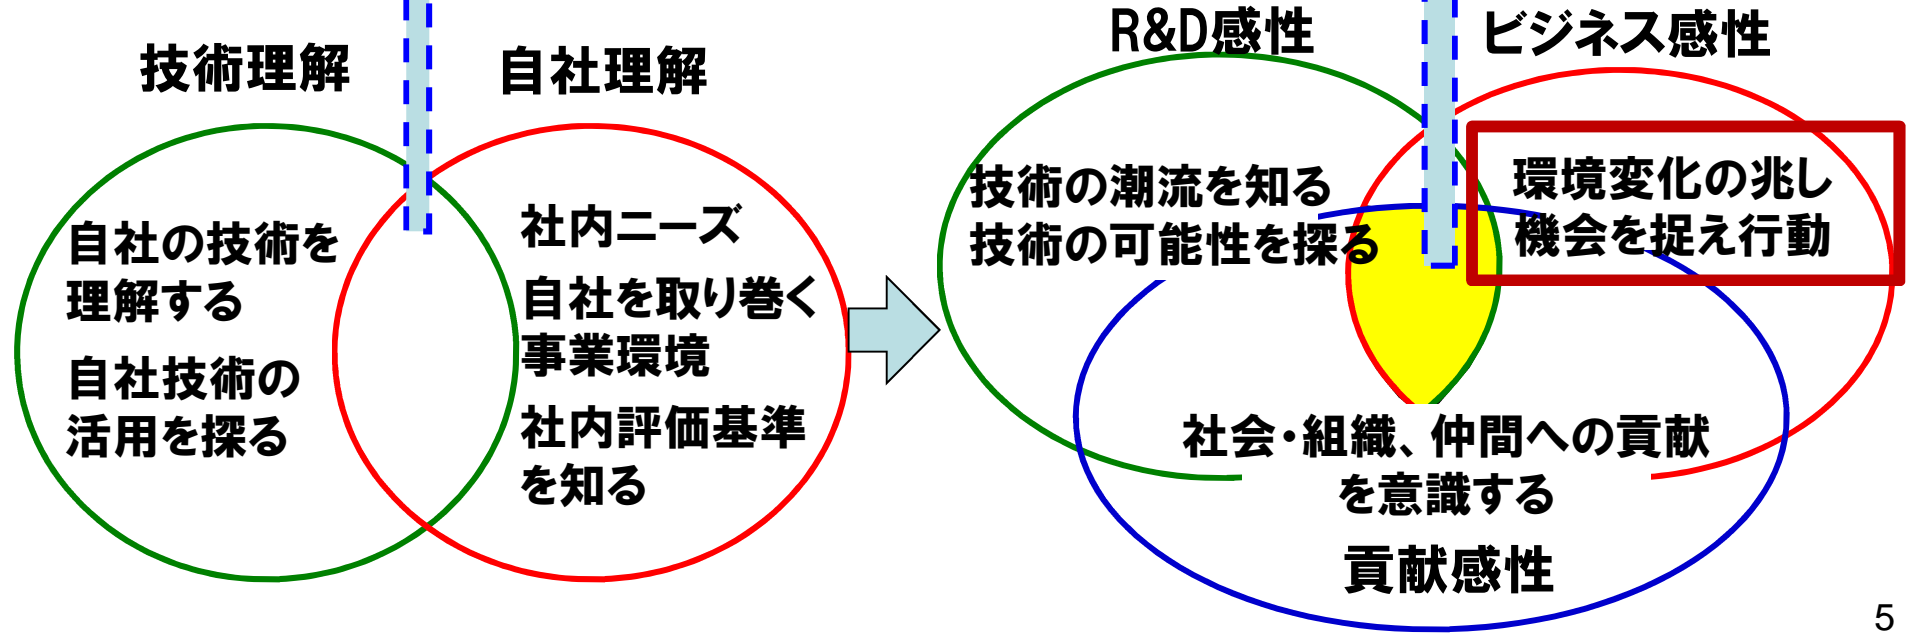 技術理解
自社理解
自社の技術を
理解する
自社技術の
活用を探る
社内ニーズ
自社を取り巻く
事業環境
社内評価基準
を知る
R&D感性
ビジネス感性
技術の潮流を知る
技術の可能性を探る
環境変化の兆し
機会を捉え行動
社会・組織、仲間への貢献
を意識する
貢献感性
5